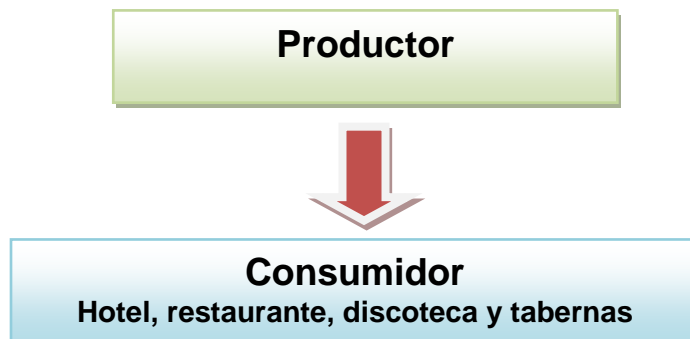 Productor
Consumidor
Hotel, restaurante, discoteca y tabernas